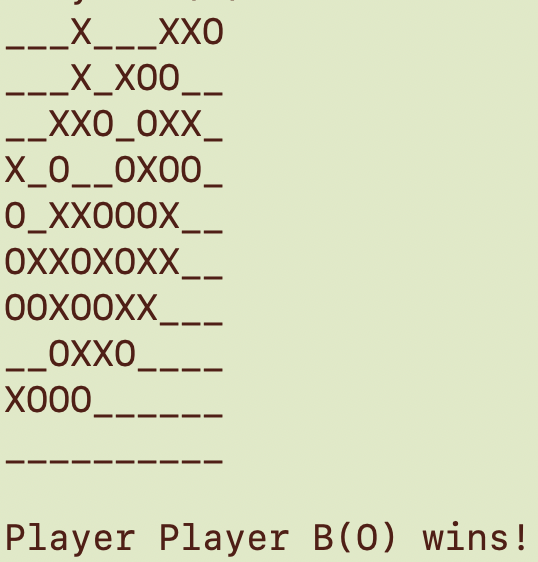 ___X___XXO
___X_XOO__
__XXO_OXX_
X_O__OXOO_
O_XXOOOX__
OXXOXOXX__
OOXOOXX___
__OXXO____
XOOO______
__________
Player Player B(O) wins!